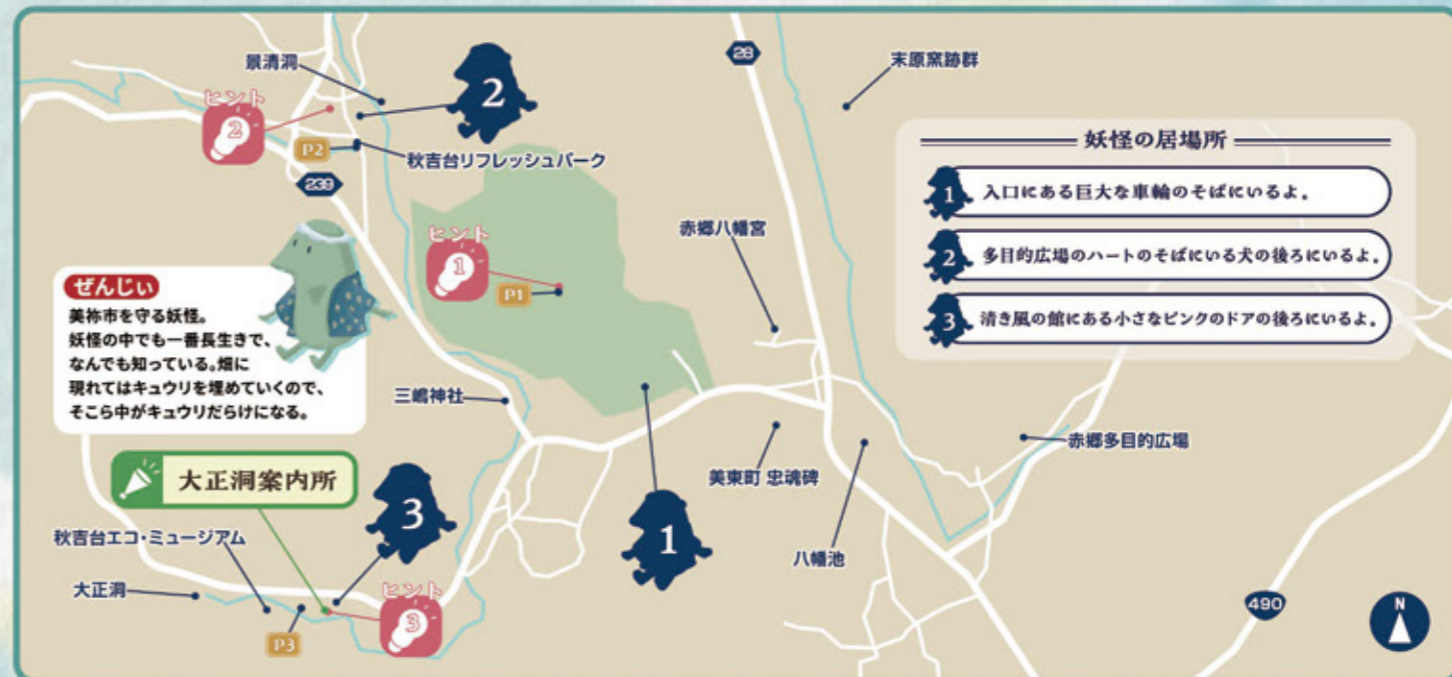 景清洞
2
28
末原窯跡群
ヒント
2
P2
秋吉台リフレッシュパーク
妖怪の居場所
1 入口にある巨大な車輪のそばにいるよ。
2 多目的広場のハートのそばにいる犬の後ろにいるよ。
3 清き風の館にある小さなピンクのドアの後ろにいるよ。
233
赤郷八幡宮
ヒント
1
P1
ぜんじぃ
美祢市を守る妖怪。
妖怪の中でも一番長生きで、
なんでも知っている。畑に
現れてはキュウリを埋めていくので、
そこら中がキュウリだらけになる。
三嶋神社
赤郷多目的広場
大正洞案内所
美東町 忠魂碑
3
1
秋吉台エコ・ミュージアム
八幡池
大正洞
ヒント
3
P3
490
N